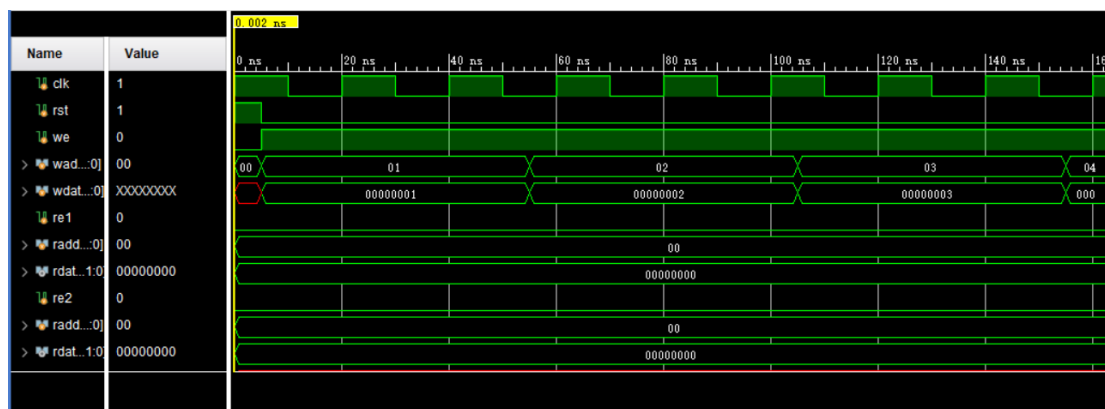 0.002 ns
Name Value
0 ns 20 ns 40 ns 60 ns 80 ns 100 ns 120 ns 140 ns 16
clk 1
rst 1
we 0
wad...:0] 00 00 01 02 03 04
wdat...:0] XXXXXXXX 00000001 00000002 00000003 000
re1 0
radd...:0] 00 00
rdat...1:0] 00000000 00000000
re2 0
radd...:0] 00 00
rdat...1:0] 00000000 00000000